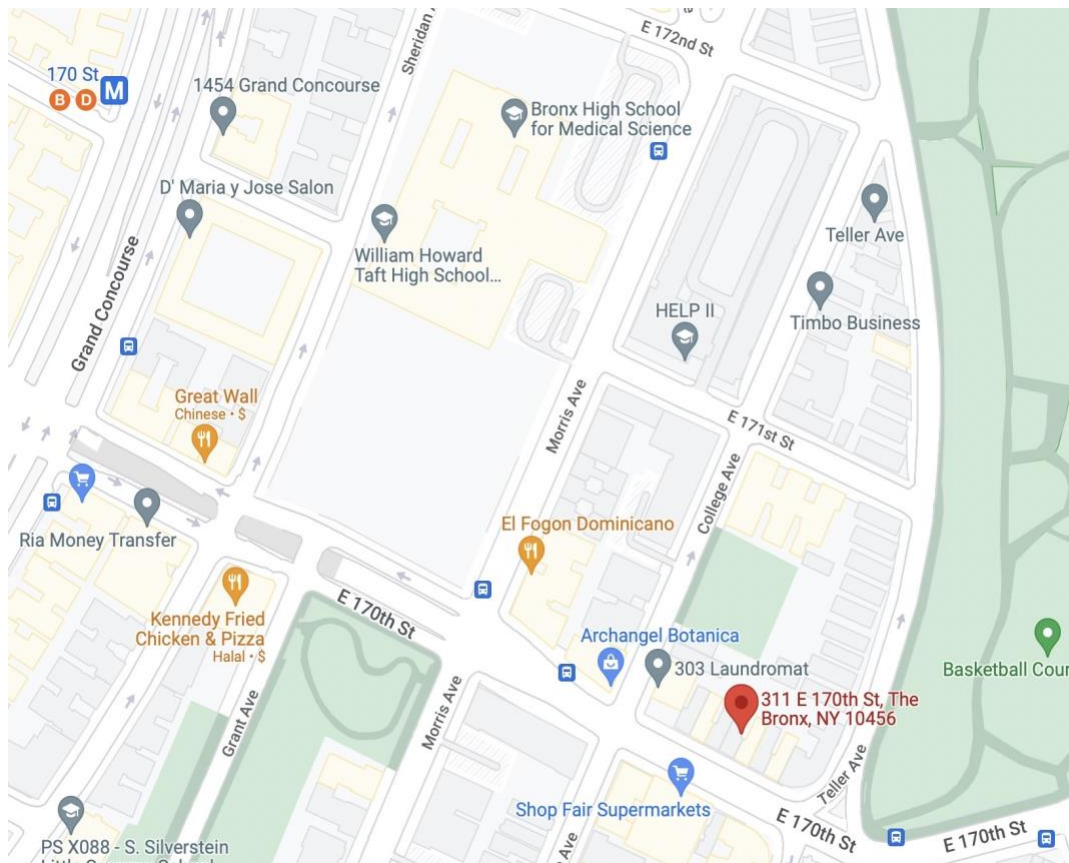 E 172nd St
Sheridan
170 St
M
B D
1454 Grand Concourse
Bronx High School
for Medical Science
D' Maria y Jose Salon
Teller Ave
William Howard
Taft High School...
Grand Concourse
HELP II
Timbo Business
Great Wall
Chinese · $
Morris Ave
E 171st St
College Ave
El Fogon Dominicano
Ria Money Transfer
Kennedy Fried
Chicken & Pizza
Halal · $
E 170th St
Archangel Botanica
303 Laundromat
Basketball Cour
311 E 170th St, The
Bronx, NY 10456
Grant Ave
Morris Ave
Teller Ave
Shop Fair Supermarkets
E 170th St
E 170th St
PS X088 - S. Silverstein
Ave